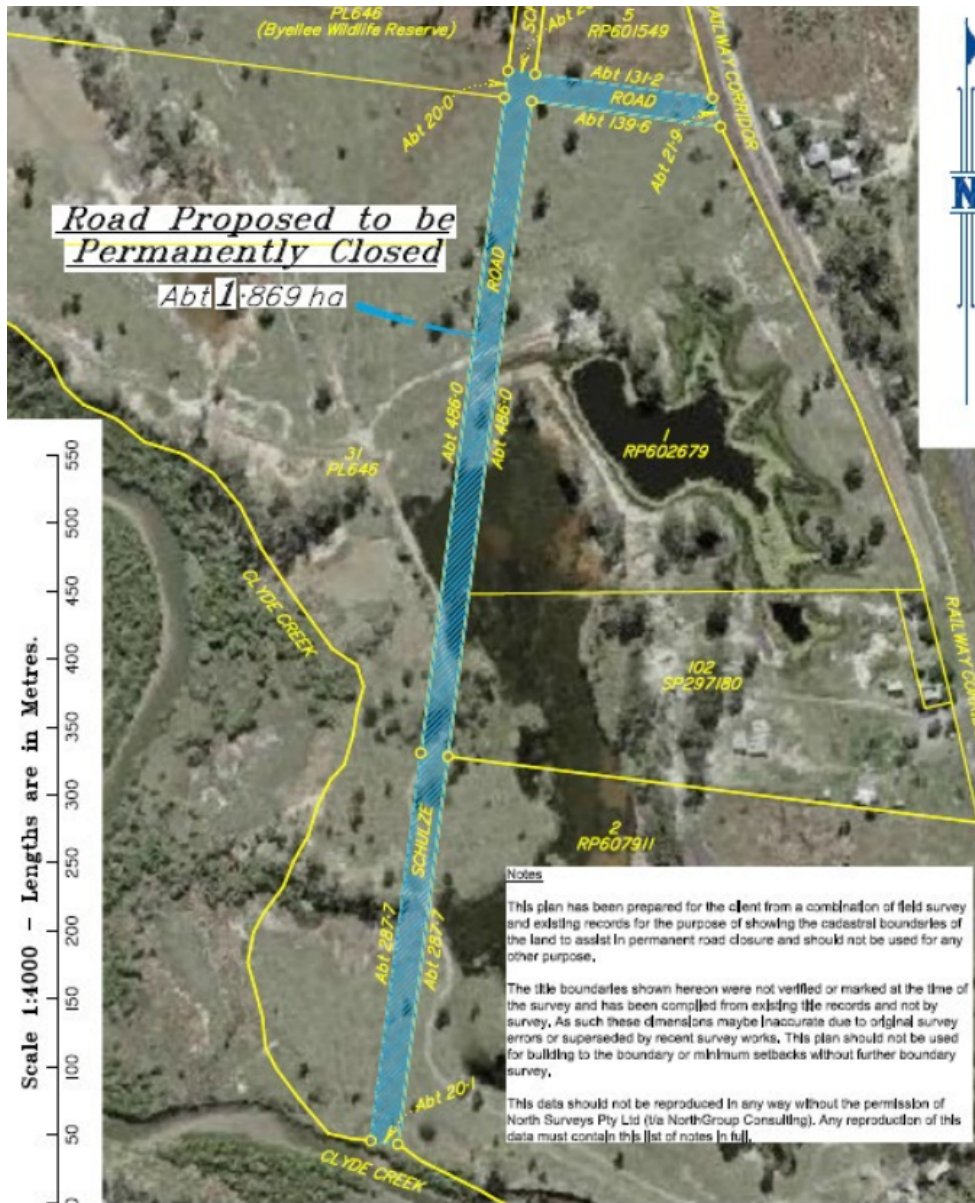 PL646
(Byellee Wildlife Reserve)
5
RP601549
RAILWAY CORRIDOR
Abt 131·2
ROAD
Abt 139·6
Abt 20·0
Abt 21·9
N
Road Proposed to be
Permanently Closed
Abt 1·869 ha
ROAD
Abt 486·0
Abt 486·0
1
RP602679
31
PL646
CLYDE CREEK
102
SP297180
RAILWAY
SCHULZE
2
RP607911
Abt 287·7
Abt 287·7
Abt 20·1
CLYDE CREEK
Scale 1:4000 – Lengths are in Metres.
550
500
450
400
350
300
250
200
150
100
50
0
Notes
This plan has been prepared for the client from a combination of field survey
and existing records for the purpose of showing the cadastral boundaries of
the land to assist in permanent road closure and should not be used for any
other purpose.
The title boundaries shown hereon were not verified or marked at the time of
the survey and has been compiled from existing title records and not by
survey. As such these dimensions maybe inaccurate due to original survey
errors or superseded by recent survey works. This plan should not be used
for building to the boundary or minimum setbacks without further boundary
survey.
This data should not be reproduced in any way without the permission of
North Surveys Pty Ltd (t/a NorthGroup Consulting). Any reproduction of this
data must contain this list of notes in full.